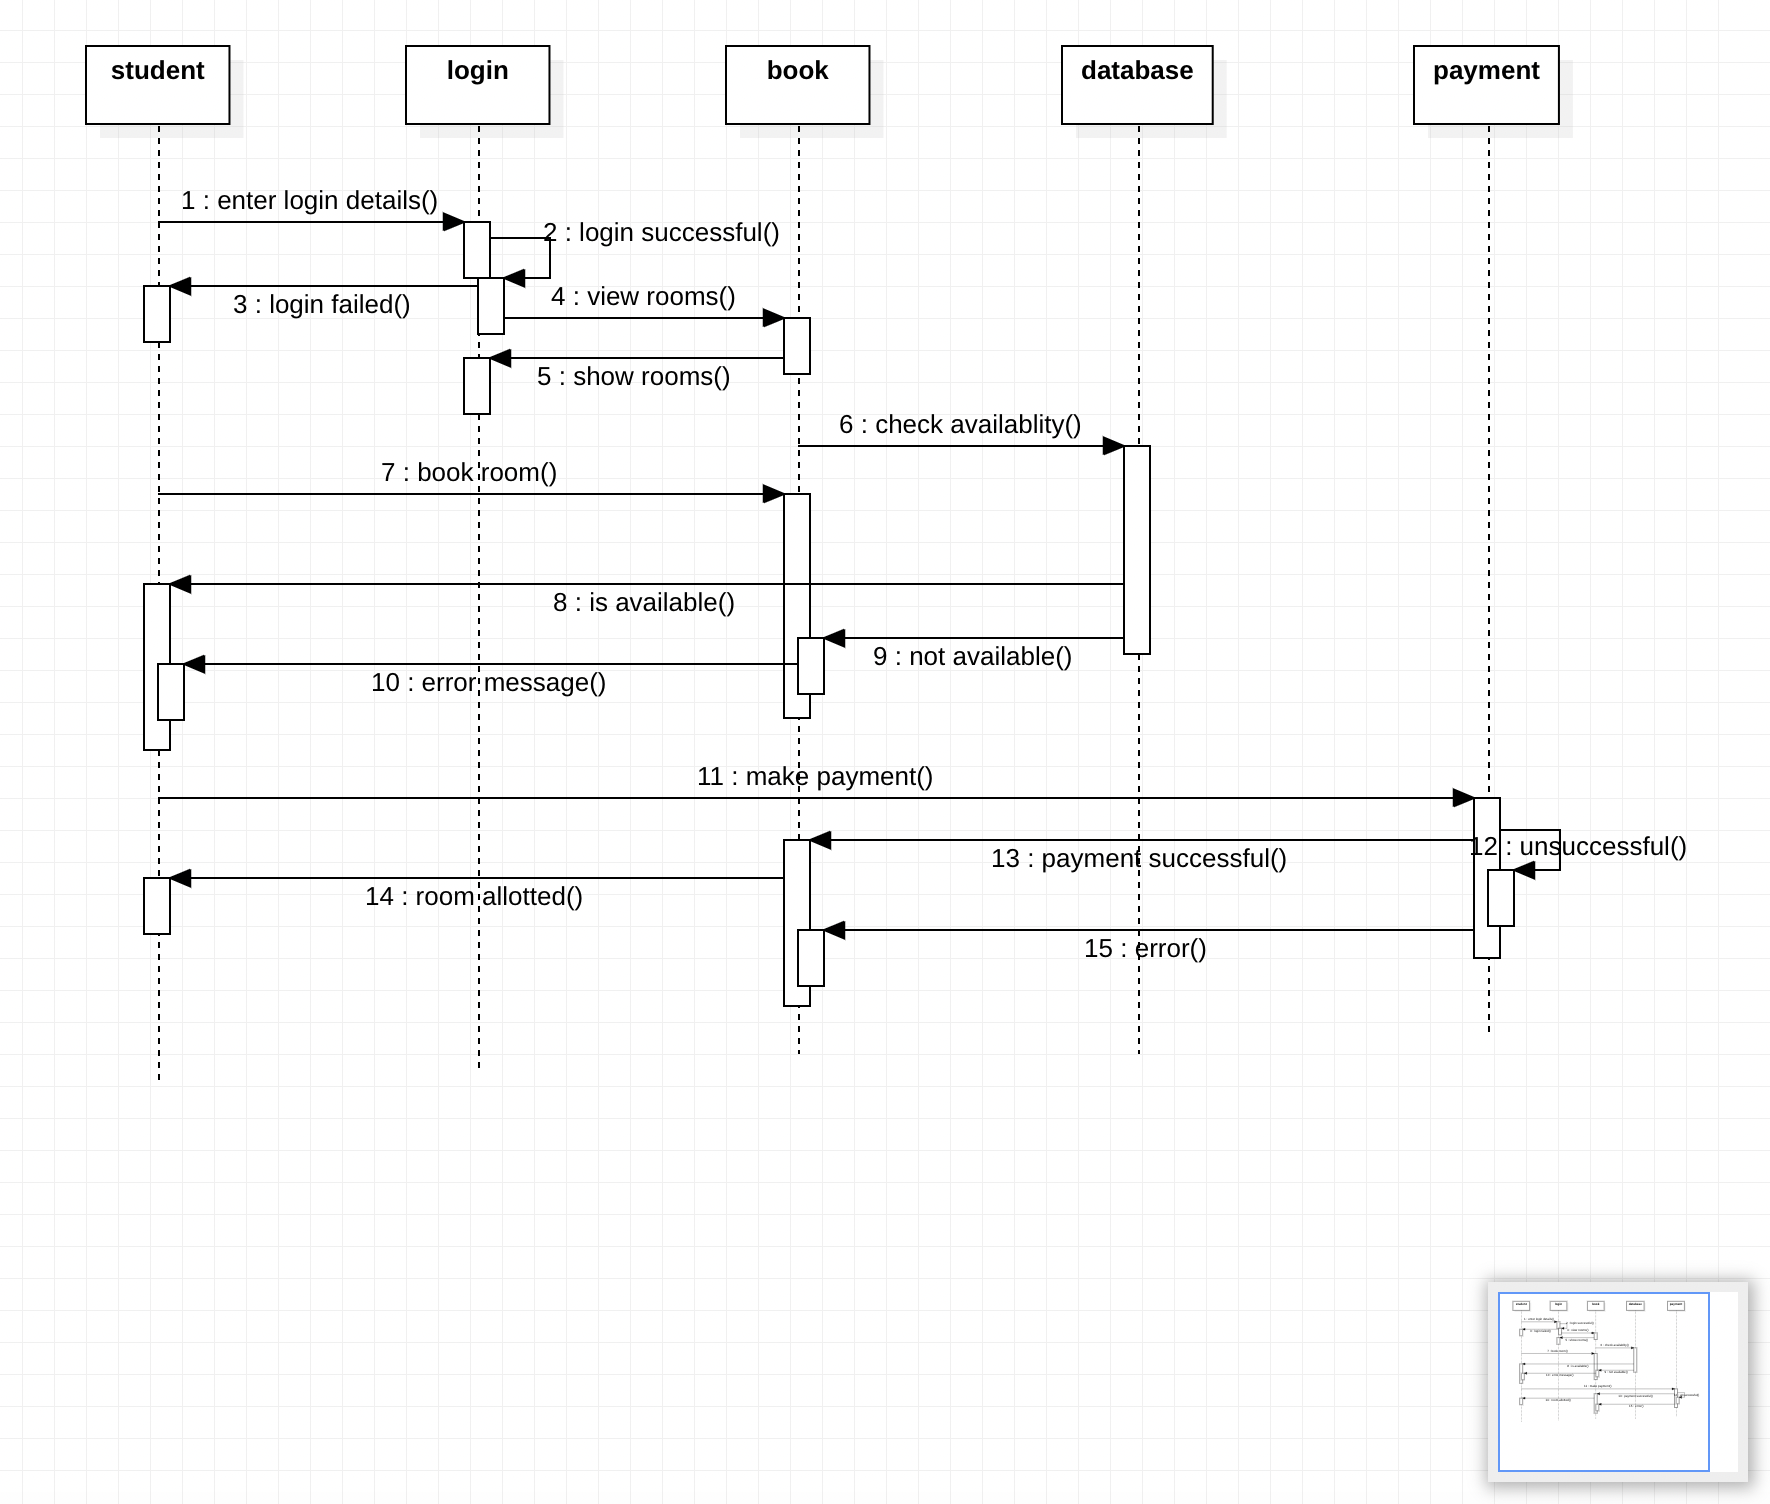 student
login
book
database
payment
1 : enter login details()
2 : login successful()
3 : login failed()
4 : view rooms()
5 : show rooms()
6 : check availablity()
7 : book room()
8 : is available()
9 : not available()
10 : error message()
11 : make payment()
12 : unsuccessful()
13 : payment successful()
14 : room allotted()
15 : error()